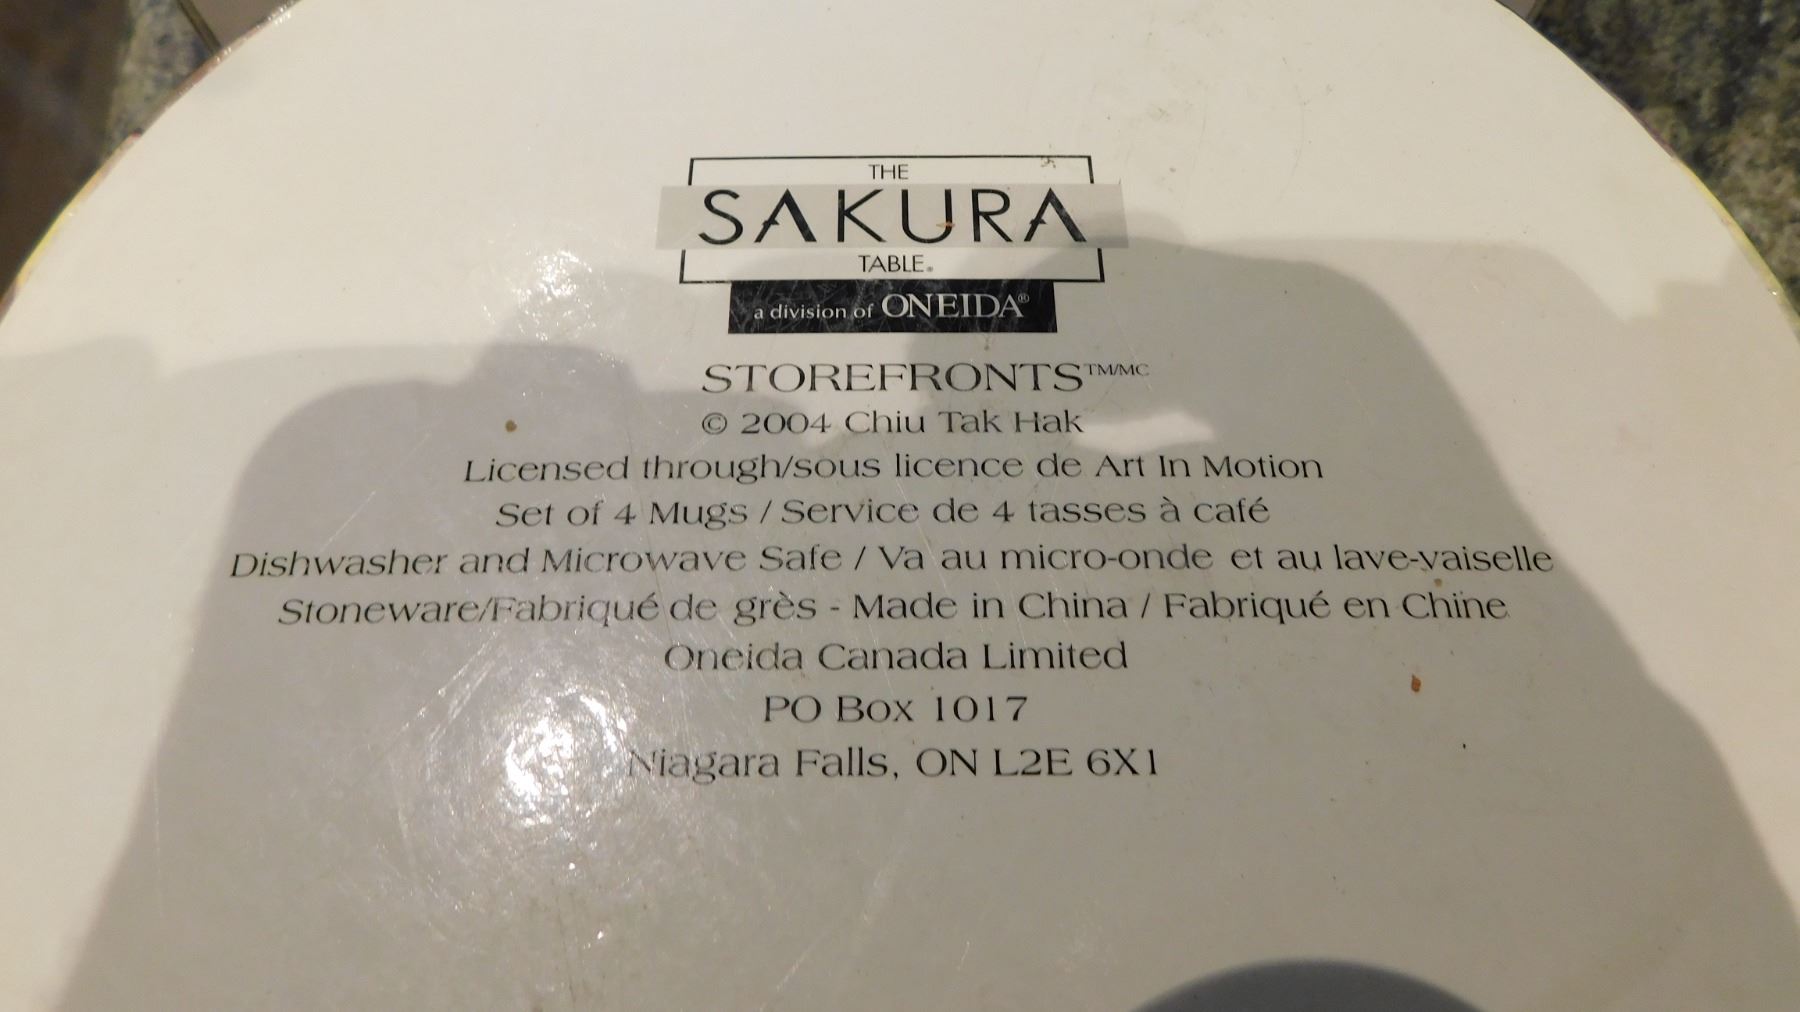 THE
SAKURA
TABLE®
a division of ONEIDA®
STOREFRONTS™/MC
© 2004 Chiu Tak Hak
Licensed through/sous licence de Art In Motion
Set of 4 Mugs / Service de 4 tasses à café
Dishwasher and Microwave Safe / Va au micro-onde et au lave-vaiselle
Stoneware/Fabriqué de grès - Made in China / Fabriqué en Chine
Oneida Canada Limited
PO Box 1017
Niagara Falls, ON L2E 6X1